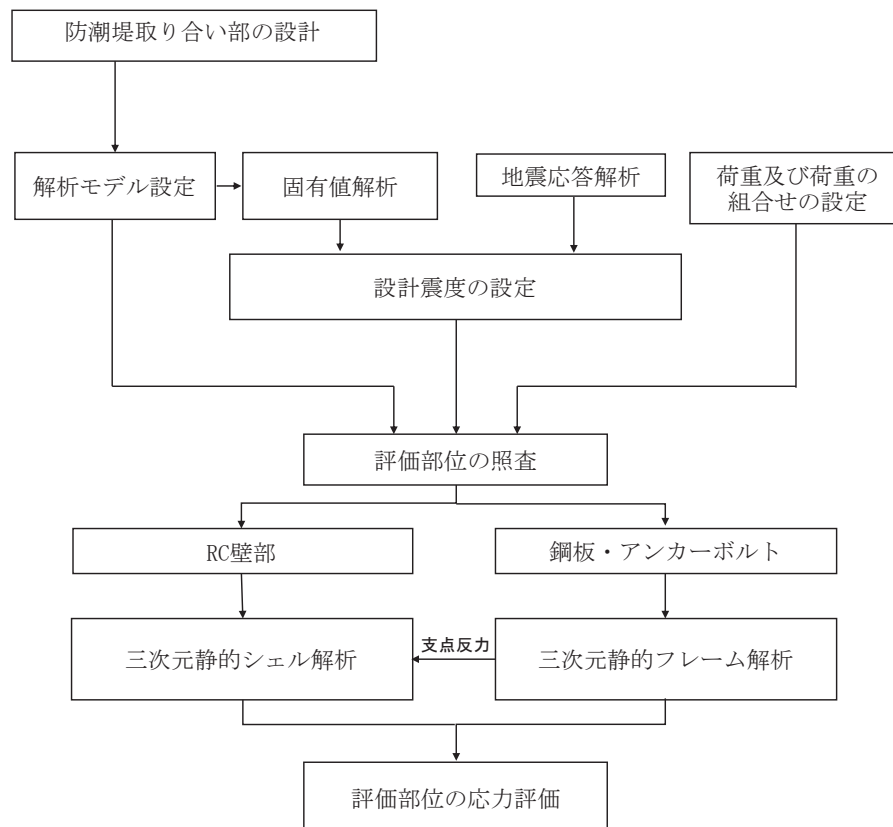 防潮堤取り合い部の設計
解析モデル設定
固有値解析
地震応答解析
荷重及び荷重の
組合せの設定
設計震度の設定
評価部位の照査
RC壁部
鋼板・アンカーボルト
三次元静的シェル解析
支点反力
三次元静的フレーム解析
評価部位の応力評価